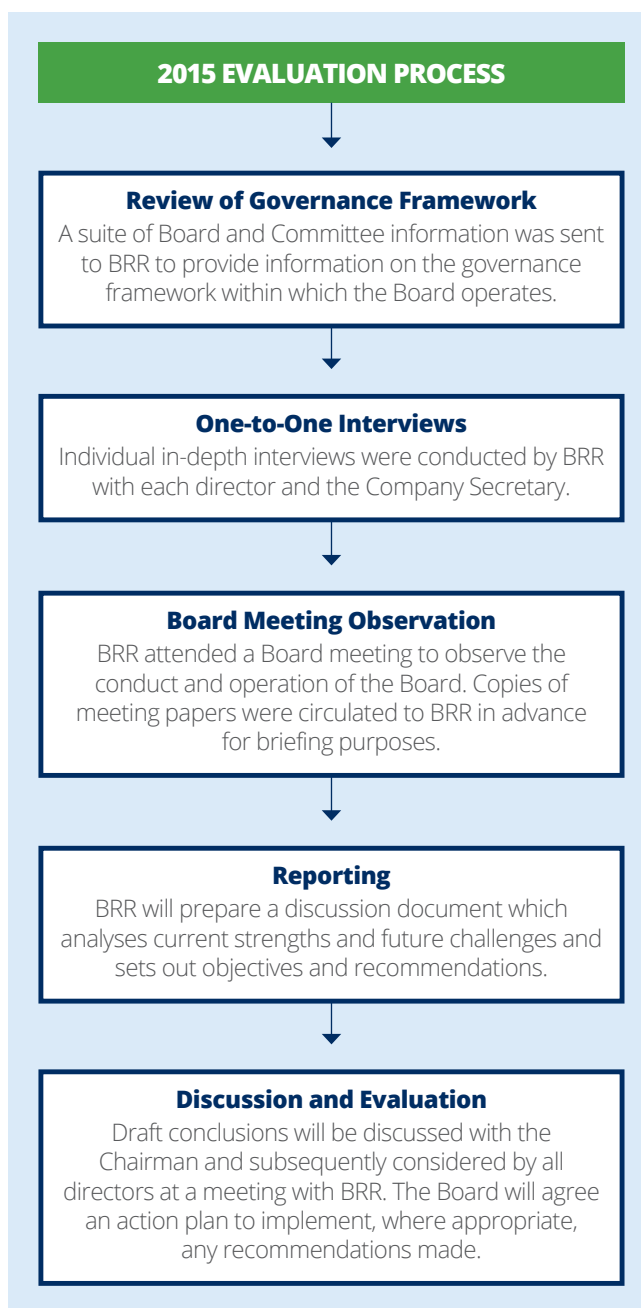 2015 EVALUATION PROCESS
Review of Governance Framework
A suite of Board and Committee information was sent
to BRR to provide information on the governance
framework within which the Board operates.
One-to-One Interviews
Individual in-depth interviews were conducted by BRR
with each director and the Company Secretary.
Board Meeting Observation
BRR attended a Board meeting to observe the
conduct and operation of the Board. Copies of
meeting papers were circulated to BRR in advance
for briefing purposes.
Reporting
BRR will prepare a discussion document which
analyses current strengths and future challenges and
sets out objectives and recommendations.
Discussion and Evaluation
Draft conclusions will be discussed with the
Chairman and subsequently considered by all
directors at a meeting with BRR. The Board will agree
an action plan to implement, where appropriate,
any recommendations made.